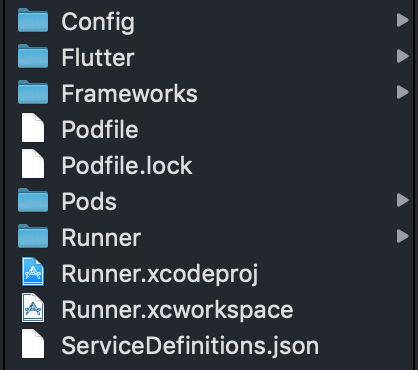 Config
Flutter
Frameworks
Podfile
Podfile.lock
Pods
Runner
Runner.xcodeproj
Runner.xcworkspace
ServiceDefinitions.json